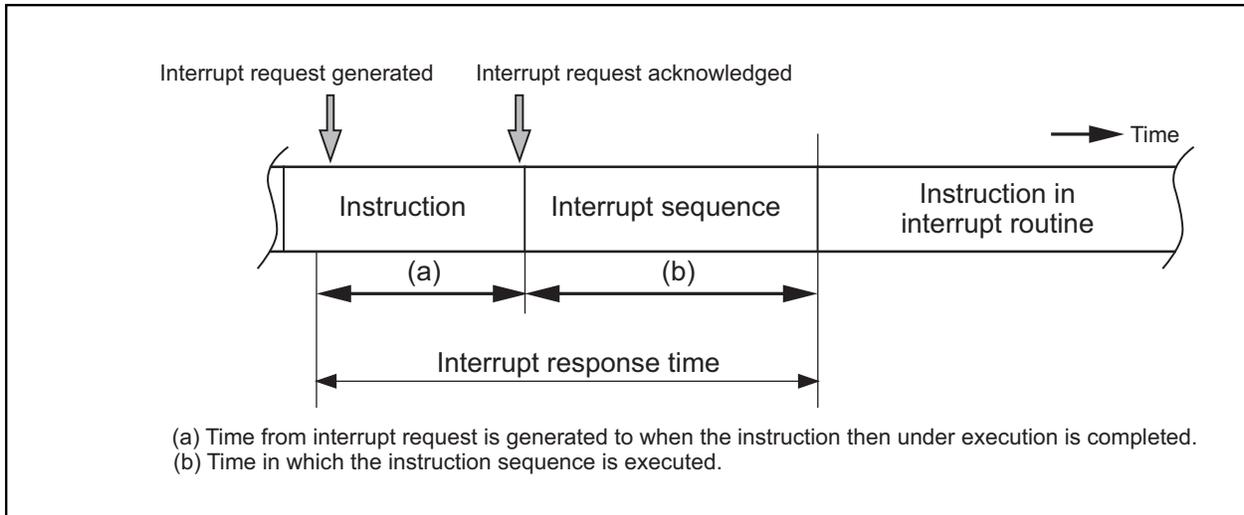 Interrupt request generated
Interrupt request acknowledged
Time
Instruction
Interrupt sequence
Instruction in
interrupt routine
(a)
(b)
Interrupt response time
(a) Time from interrupt request is generated to when the instruction then under execution is completed.
(b) Time in which the instruction sequence is executed.